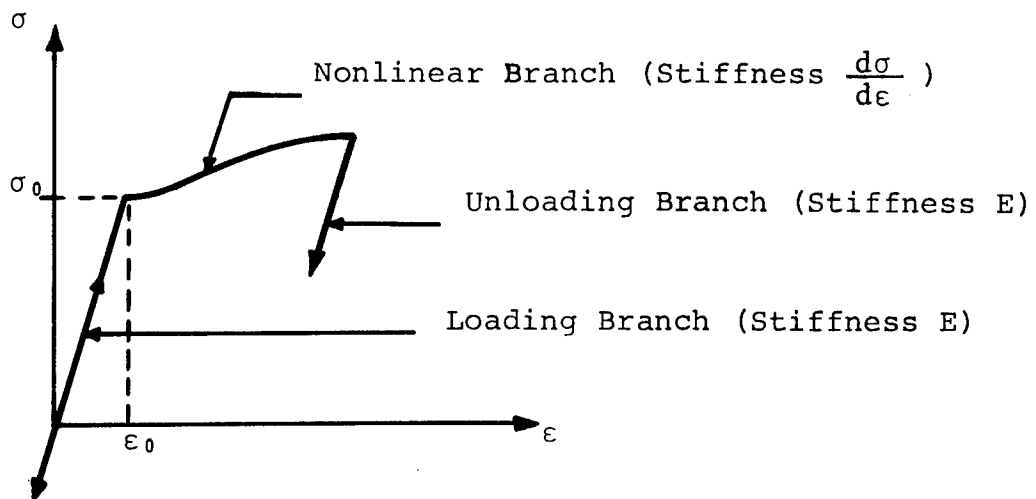 σ
Nonlinear Branch (Stiffness dσ/dε )
σ₀
Unloading Branch (Stiffness E)
Loading Branch (Stiffness E)
ε₀
ε